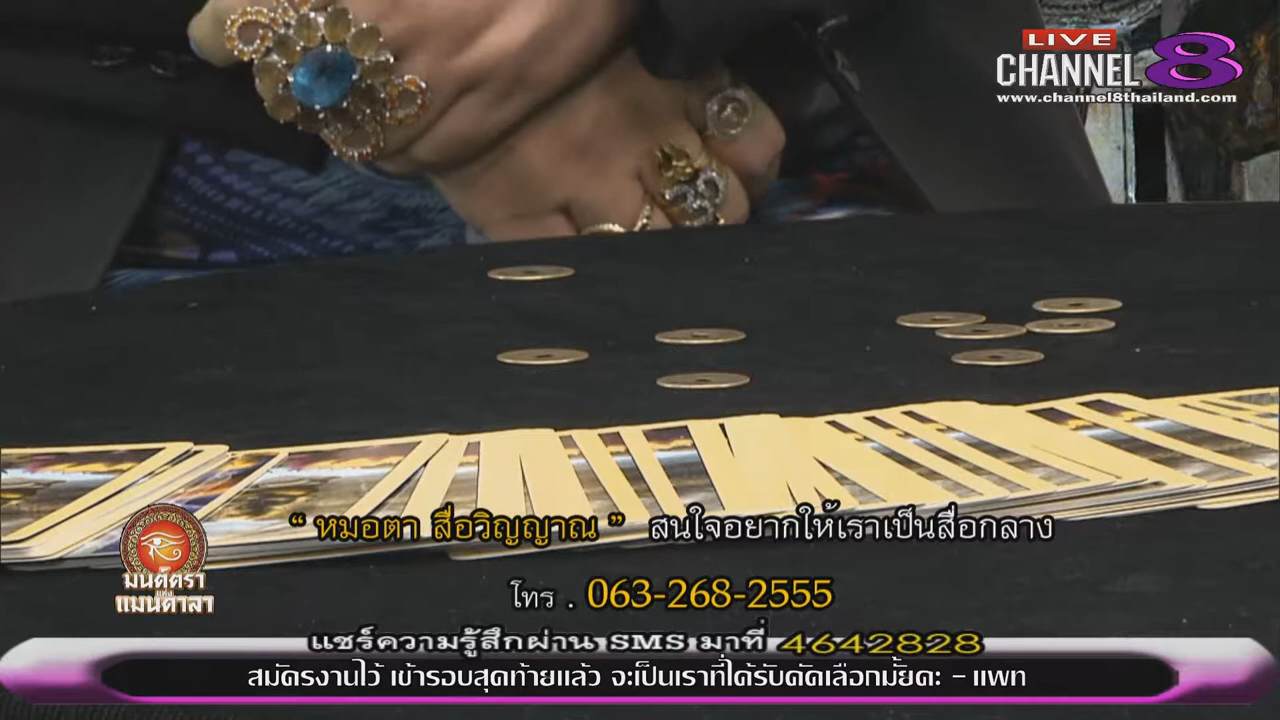 LIVE
CHANNEL 8
www.channel8thailand.com
“ หมอตา สื่อวิญญาณ ” สนใจอยากให้เราเป็นสื่อกลาง
มนต์ตรา
แห่ง
แมนดาลา
โทร . 063-268-2555
แชร์ความรู้สึกผ่าน SMS มาที่ 4642828
สมัครงานไว้ เข้ารอบสุดท้ายแล้ว จะเป็นเราที่ได้รับคัดเลือกมั้ยคะ - แพท